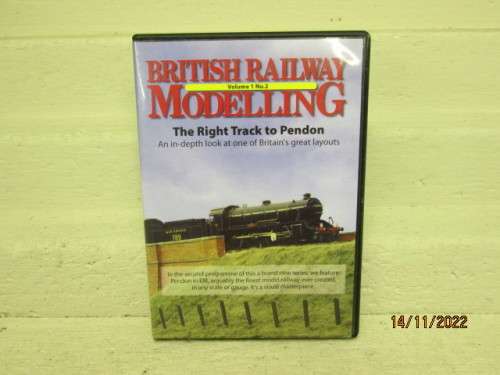 BRITISH RAILWAY
Volume 1 No.2
MODELLING
The Right Track to Pendon
An in-depth look at one of Britain's great layouts
In the second programme of this a brand new series, we feature
Pendon in EM, arguably the finest model railway ever created,
in any scale or gauge. It's a
masterpiece
14/11/2022